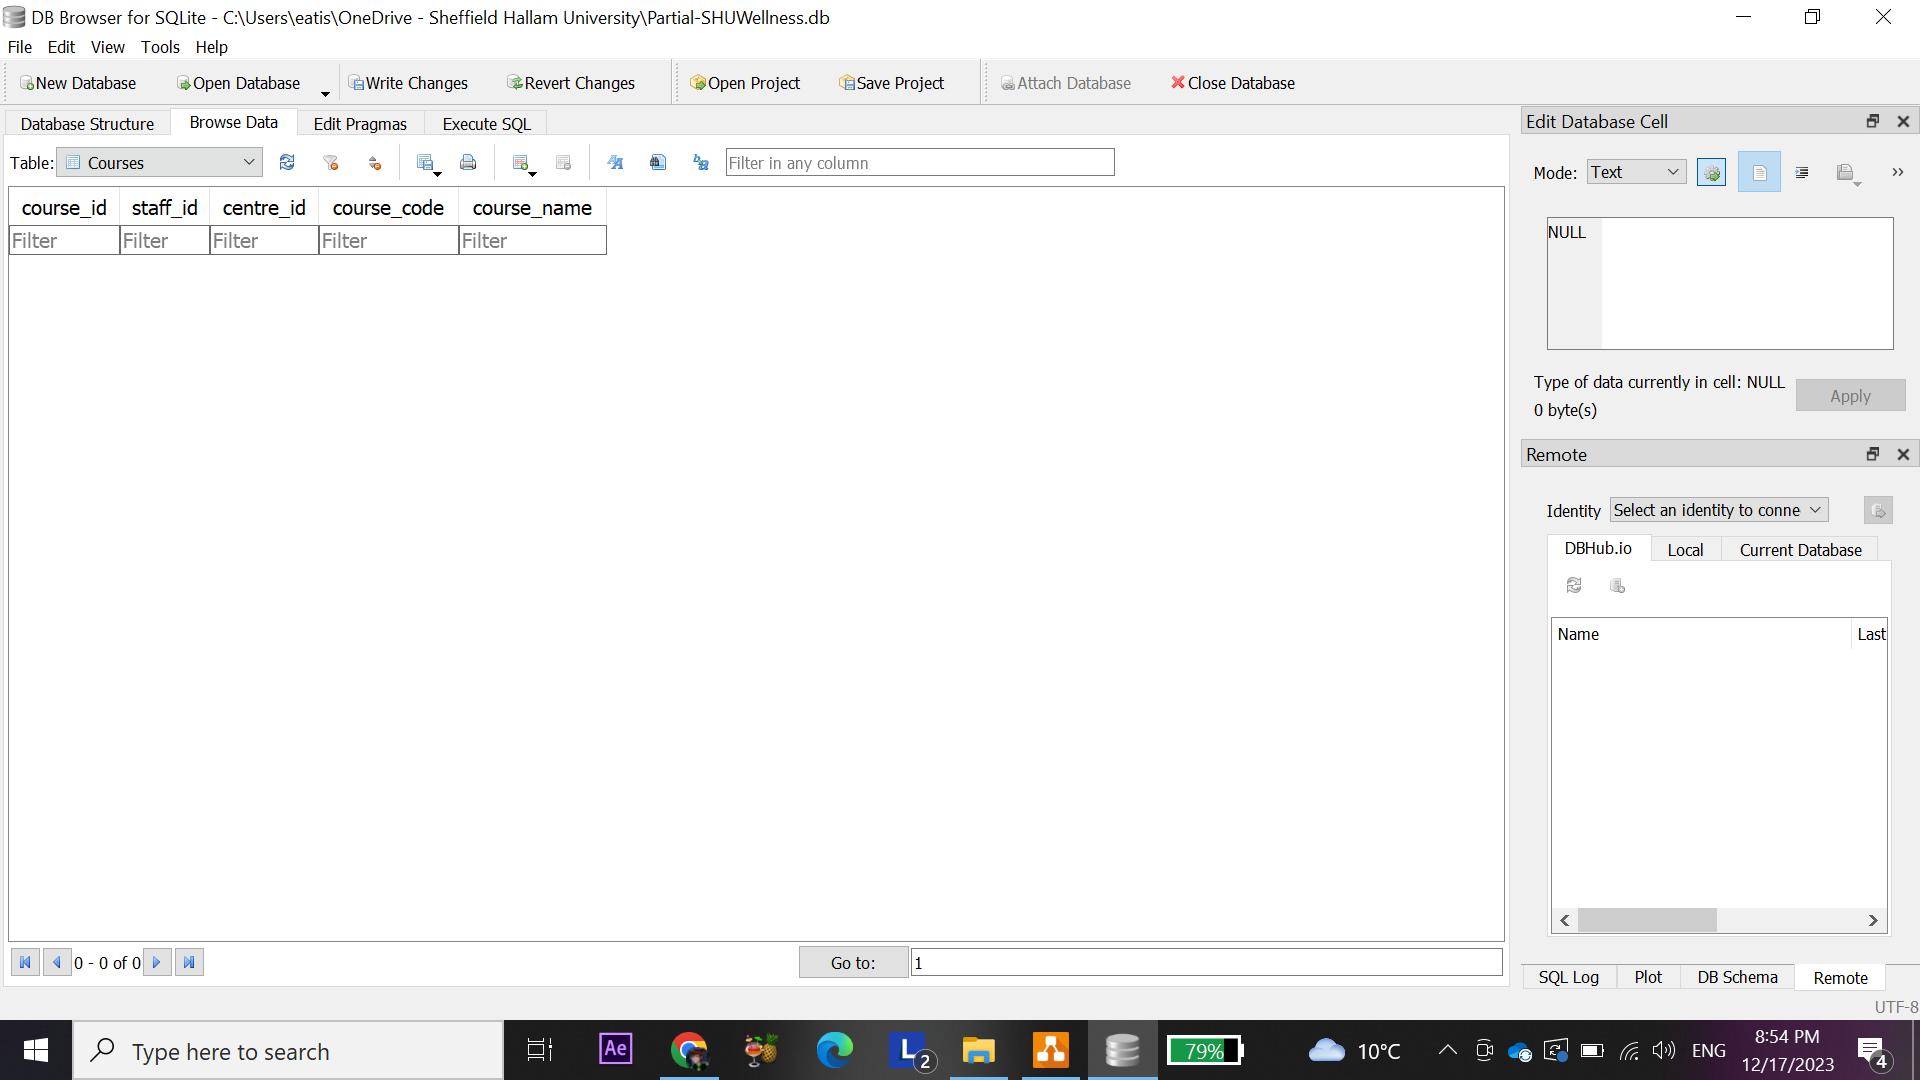 DB Browser for SQLite - C:\Users\eatis\OneDrive - Sheffield Hallam University\Partial-SHUWellness.db
File Edit View Tools Help
New Database Open Database Write Changes Revert Changes Open Project Save Project Attach Database Close Database
Database Structure Browse Data Edit Pragmas Execute SQL
Table: Courses Filter in any column
course_id staff_id centre_id course_code course_name
Filter Filter Filter Filter Filter
0 - 0 of 0 Go to: 1
Edit Database Cell
Mode: Text
NULL
Type of data currently in cell: NULL
0 byte(s)
Apply
Remote
Identity Select an identity to conne
DBHub.io Local Current Database
Name Last
SQL Log Plot DB Schema Remote
UTF-8
Type here to search
Ae
L 2
79%
10°C
ENG
8:54 PM
12/17/2023
4